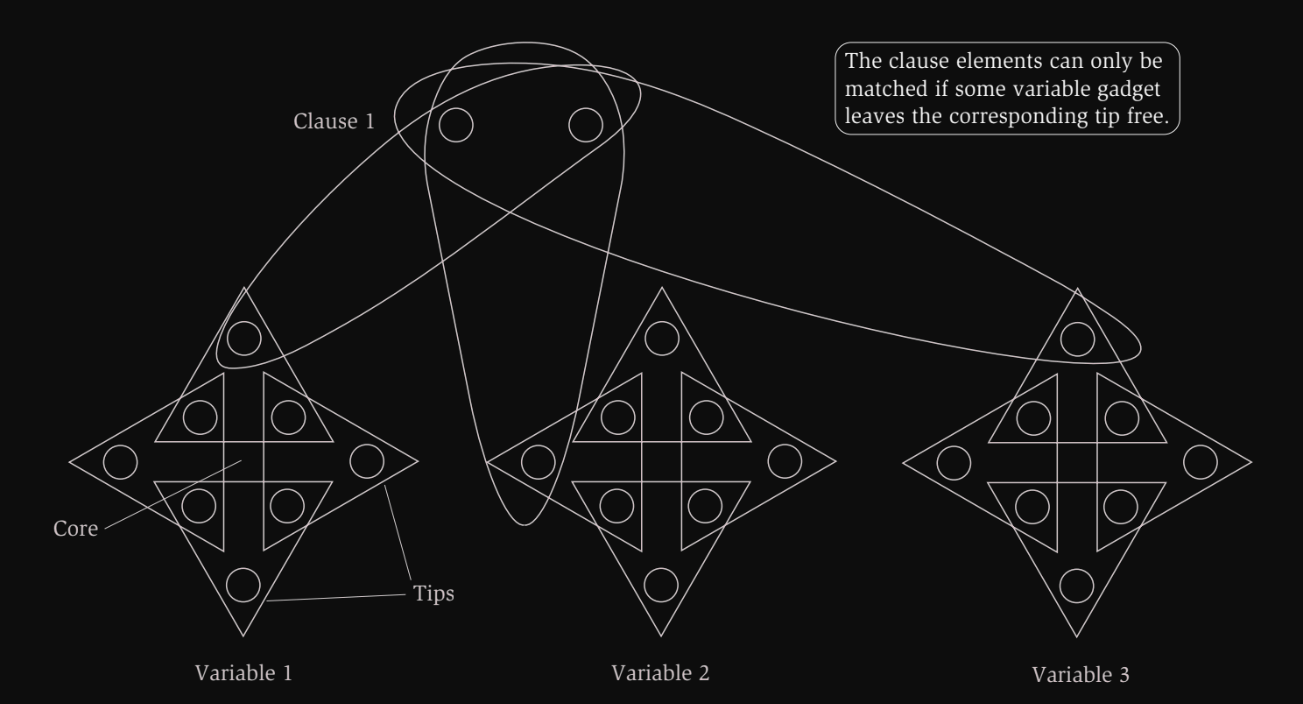 The clause elements can only be
matched if some variable gadget
leaves the corresponding tip free.
Clause 1
Core
Tips
Variable 1
Variable 2
Variable 3